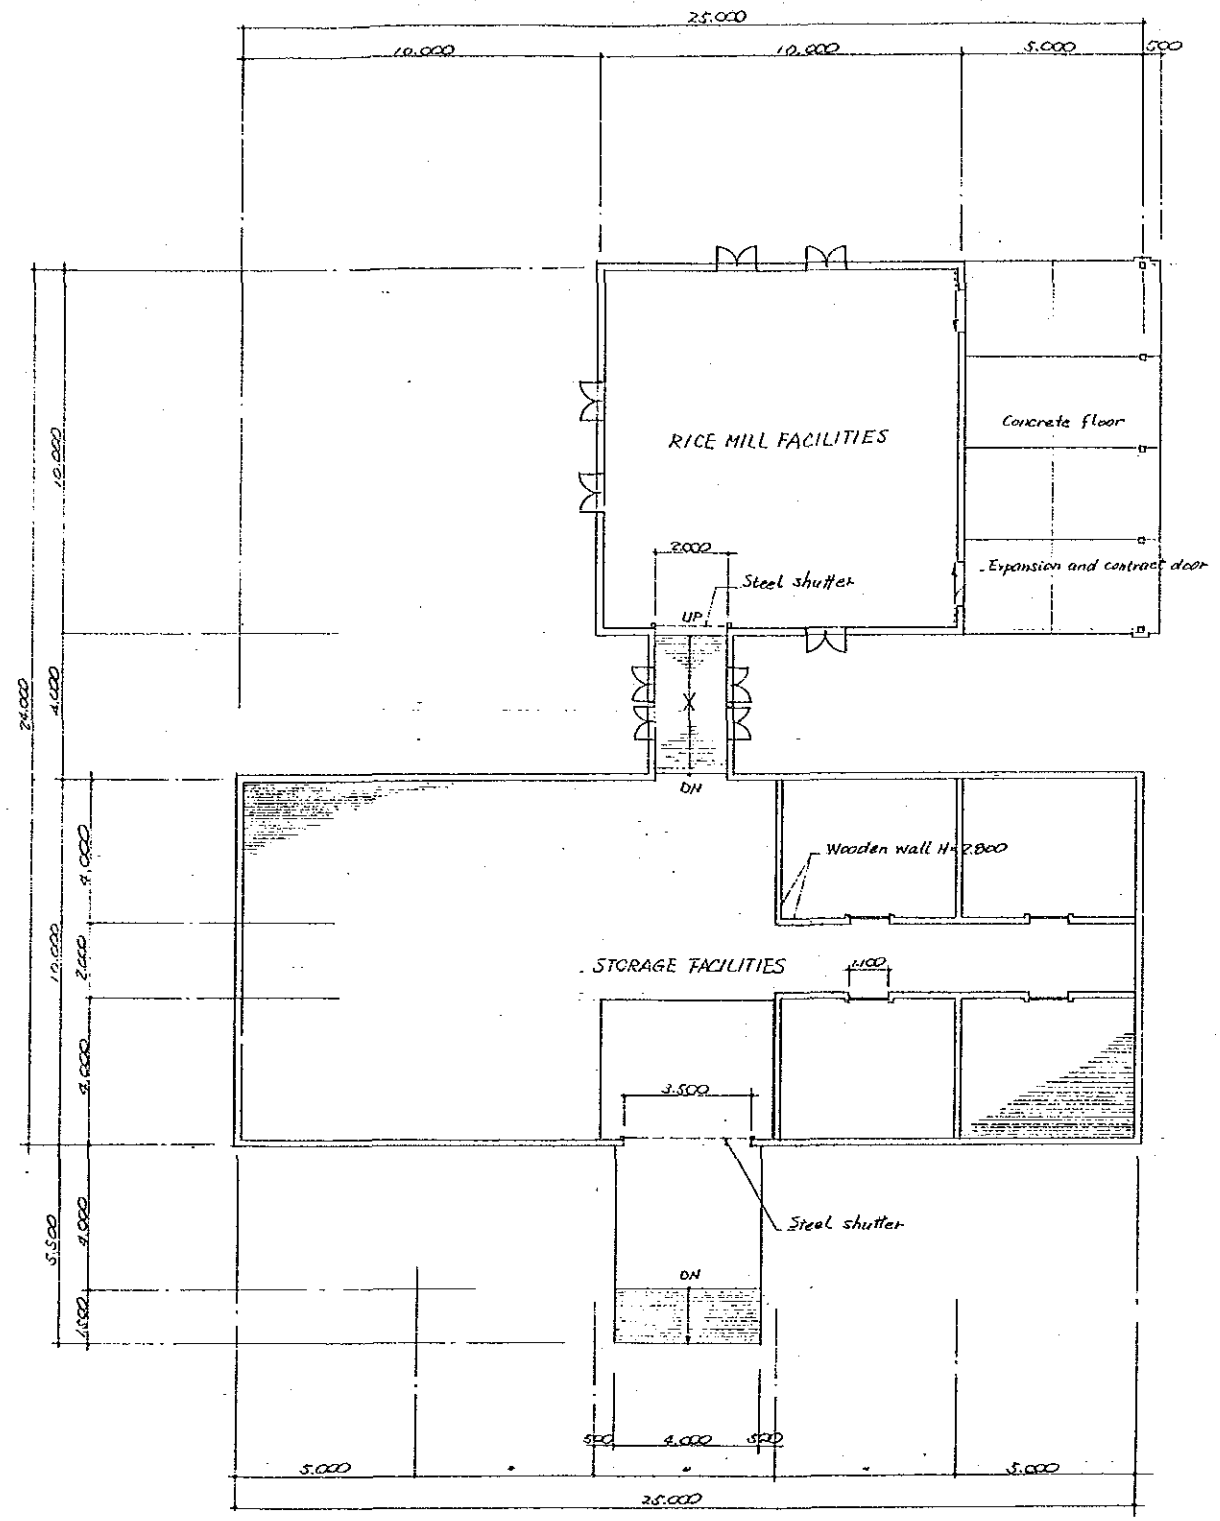 25.000
10.000 10.000 5.000 500
RICE MILL FACILITIES
Concrete floor
10.000
2.000
Steel shutter
Expansion and contract door
UP
24.000
4.000
DN
4.000
Wooden wall H=2.800
10.000
2.000
STORAGE FACILITIES
1.100
4.000
3.500
5.500
4.000
Steel shutter
DN
1.500
500 4.000 500
5.000 5.000
25.000